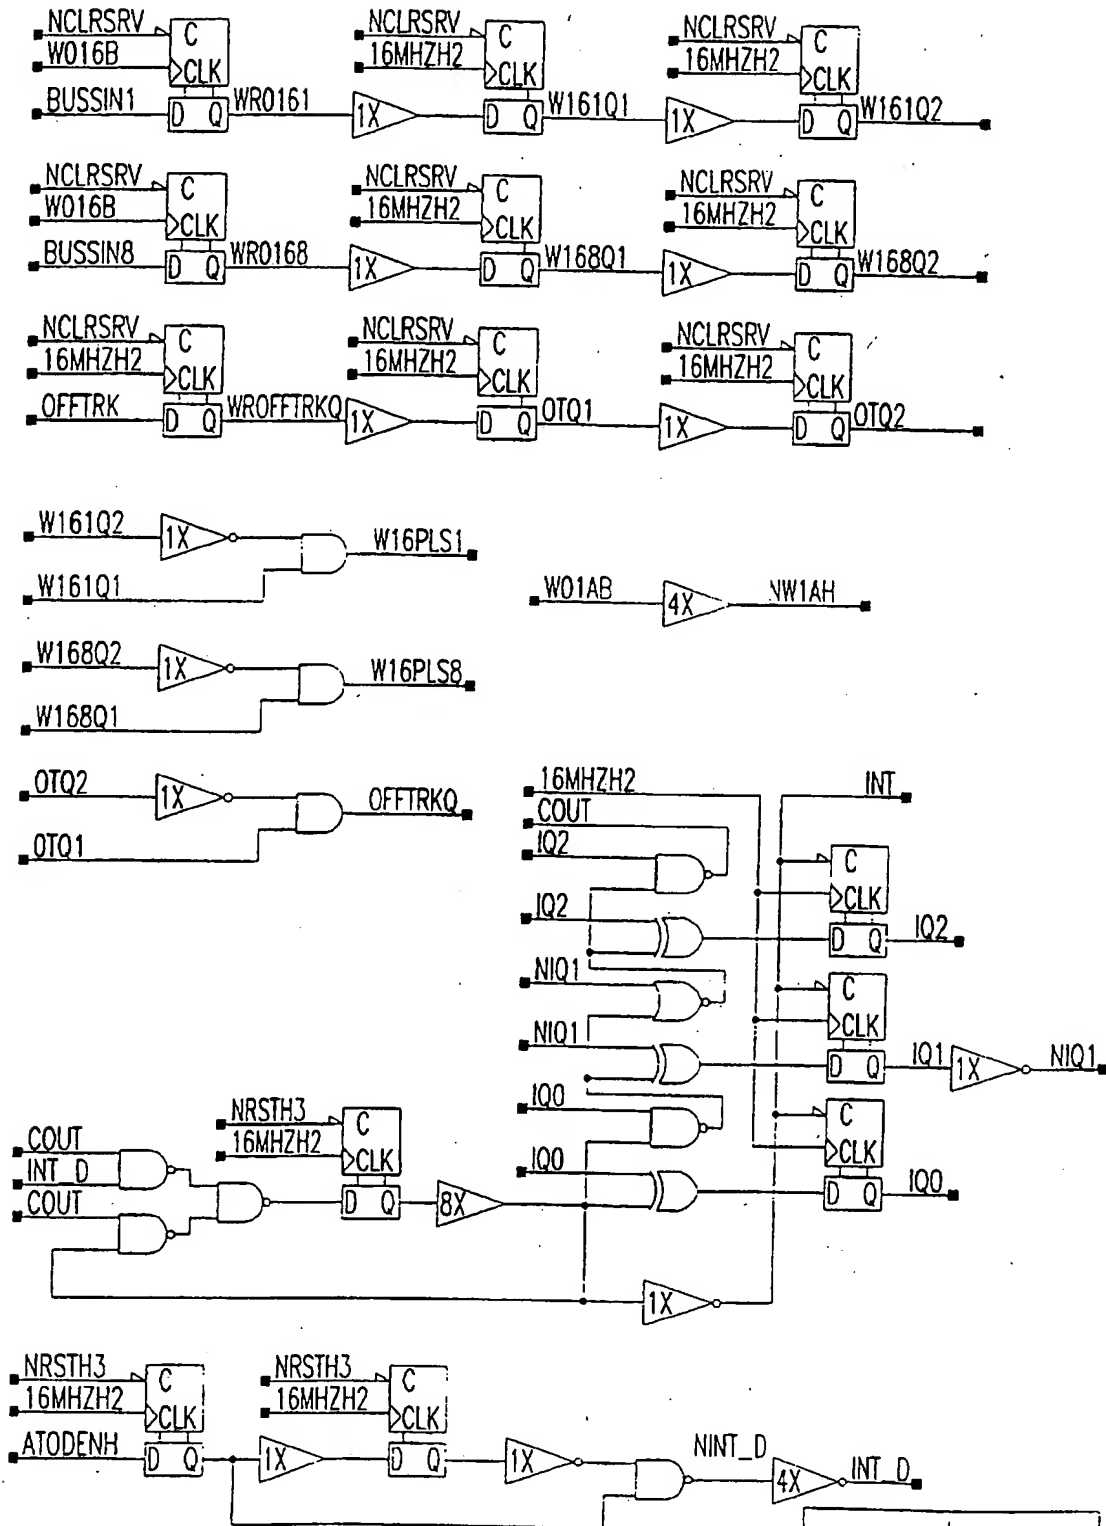 NCLRSRV C NCLRSRV C NCLRSRV C
W016B CLK 16MHZH2 CLK 16MHZH2 CLK
BUSSIN1 D Q WR0161 1X D Q W161Q1 1X D Q W161Q2
NCLRSRV C NCLRSRV C NCLRSRV C
W016B CLK 16MHZH2 CLK 16MHZH2 CLK
BUSSIN8 D Q WR0168 1X D Q W168Q1 1X D Q W168Q2
NCLRSRV C NCLRSRV C NCLRSRV C
16MHZH2 CLK 16MHZH2 CLK 16MHZH2 CLK
OFFTRK D Q WROFFTRKQ 1X D Q OTQ1 1X D Q OTQ2
W161Q2 1X W16PLS1
W161Q1
W01AB 4X NW1AH
W168Q2 1X W16PLS8
W168Q1
OTQ2 1X OFFTRKQ
OTQ1
16MHZH2 INT
COUT
IQ2 C
CLK
IQ2 D Q IQ2
NIQ1 C
CLK
NIQ1 D Q IQ1 1X NIQ1
IQ0 C
CLK
IQ0 D Q IQ0
NRSTH3 C
COUT 16MHZH2 CLK
INT_D
COUT D Q 8X
1X
NRSTH3 C NRSTH3 C
16MHZH2 CLK 16MHZH2 CLK
ATODENH D Q 1X D Q 1X NINT_D 4X INT_D